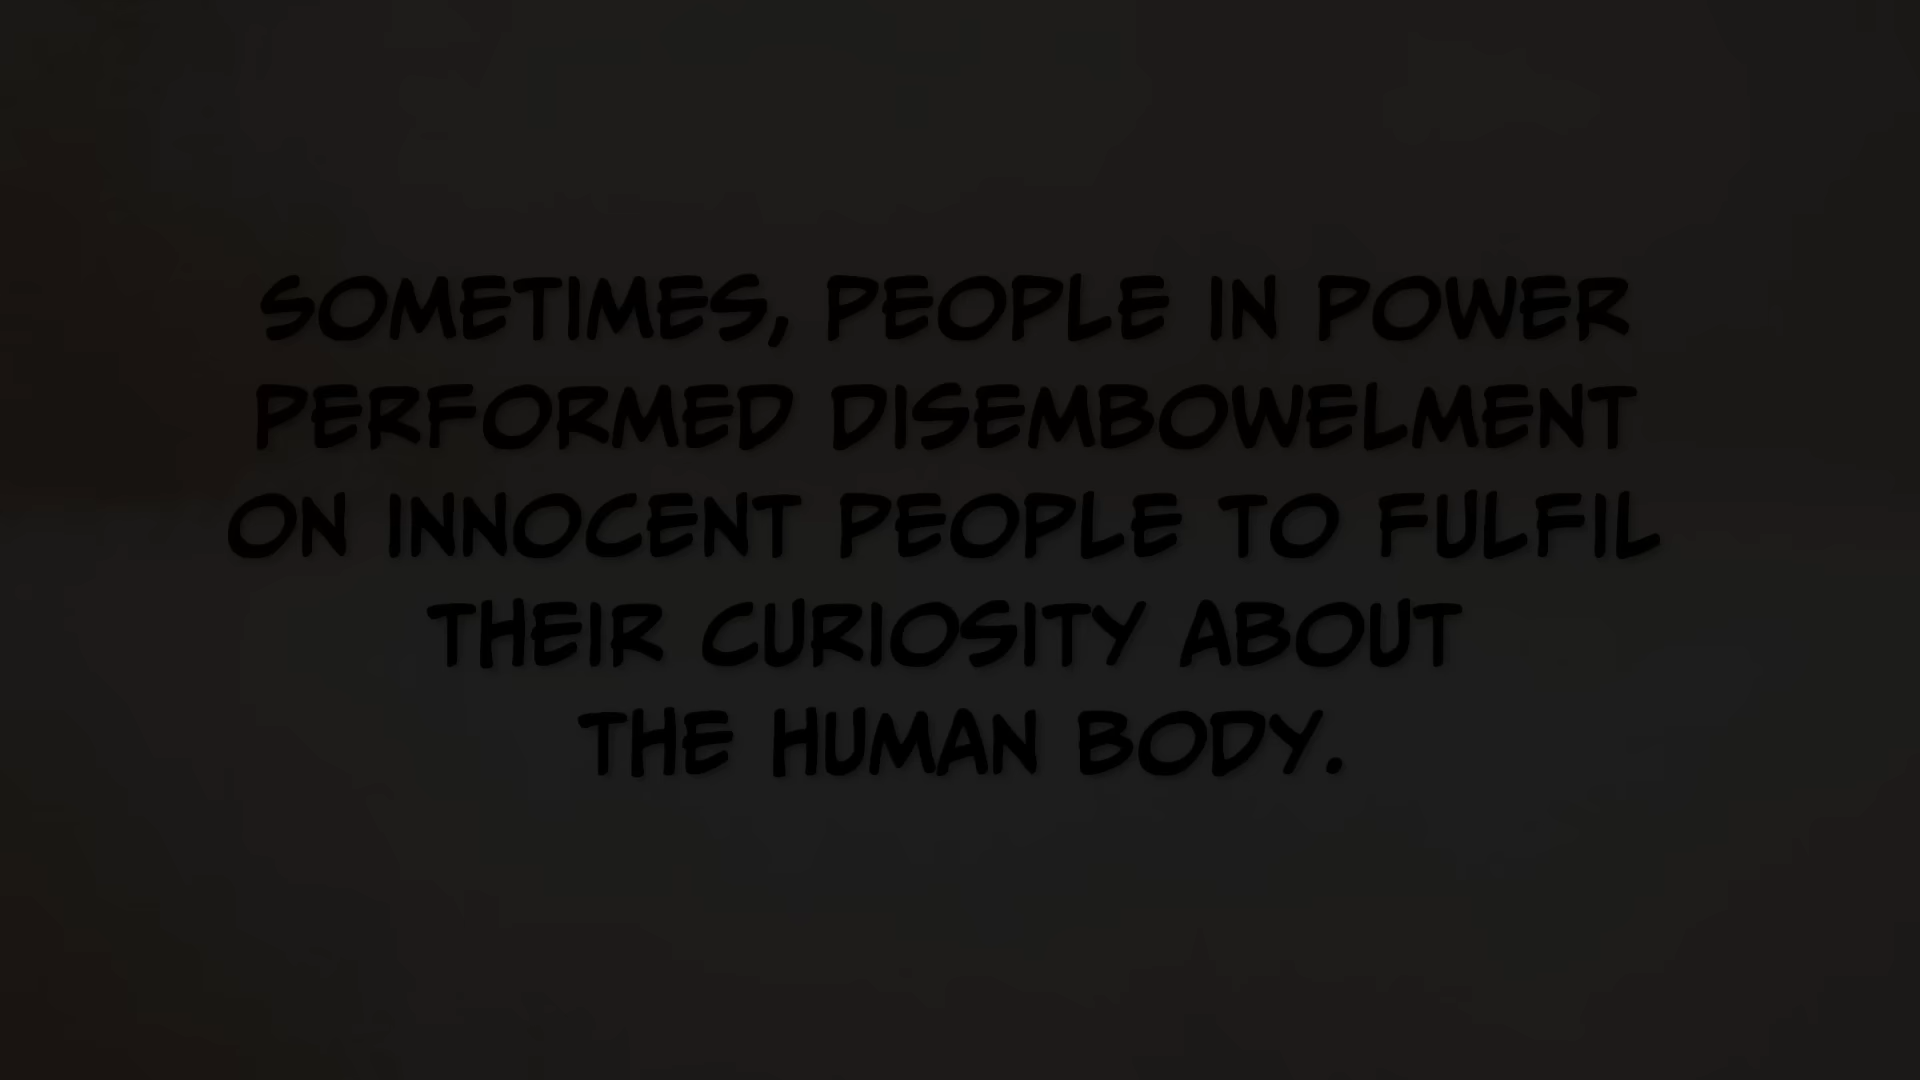 SOMETIMES, PEOPLE IN POWER
PERFORMED DISEMBOWELMENT
ON INNOCENT PEOPLE TO FULFIL
THEIR CURIOSITY ABOUT
THE HUMAN BODY.